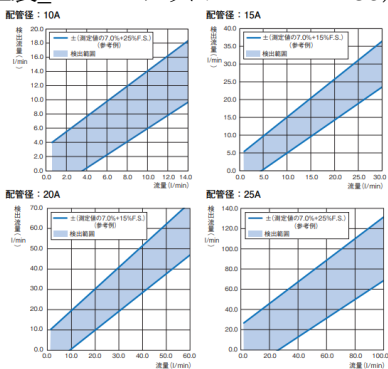 配管径：10A
検出流量(l/min)
20.0
18.0
16.0
14.0
12.0
10.0
8.0
6.0
4.0
2.0
0.0
±(測定値の7.0%+25%F.S.)
(参考例)
検出範囲
0.0 2.0 4.0 6.0 8.0 10.0 12.0 14.0
流量(l/min)
配管径：15A
検出流量(l/min)
40.0
35.0
30.0
25.0
20.0
15.0
10.0
5.0
0.0
±(測定値の7.0%+15%F.S.)
(参考例)
検出範囲
0.0 5.0 10.0 15.0 20.0 25.0 30.0
流量(l/min)
配管径：20A
検出流量(l/min)
70.0
60.0
50.0
40.0
30.0
20.0
10.0
0.0
±(測定値の7.0%+15%F.S.)
(参考例)
検出範囲
0.0 10.0 20.0 30.0 40.0 50.0 60.0
流量(l/min)
配管径：25A
検出流量(l/min)
140.0
120.0
100.0
80.0
60.0
40.0
20.0
0.0
±(測定値の7.0%+25%F.S.)
(参考例)
検出範囲
0.0 20.0 40.0 60.0 80.0 100.0
流量(l/min)